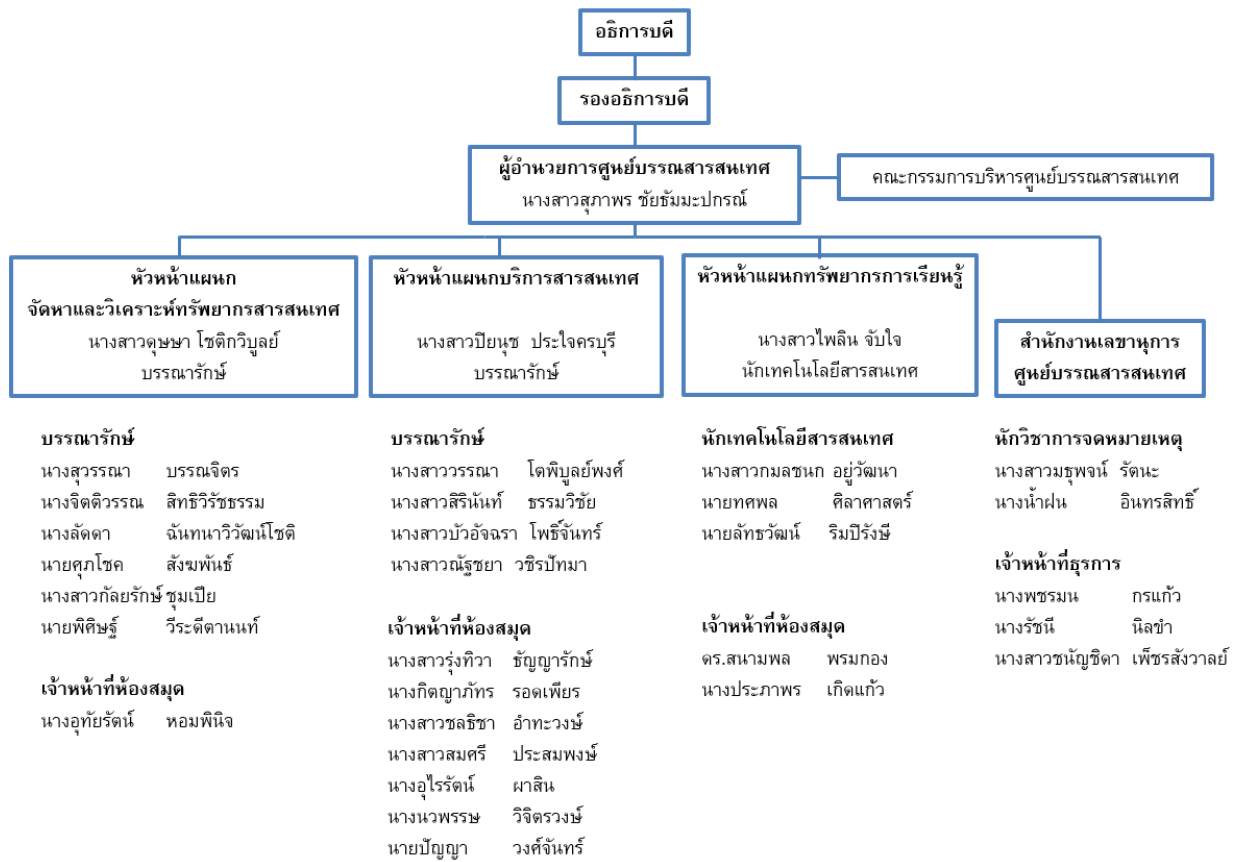 อธิการบดี
รองอธิการบดี
ผู้อำนวยการศูนย์บรรณสารสนเทศ
นางสาวสุภาพร ชัยธัมมะปกรณ์
คณะกรรมการบริหารศูนย์บรรณสารสนเทศ
หัวหน้าแผนก
จัดหาและวิเคราะห์ทรัพยากรสารสนเทศ
นางสาวดุษษา โชติกวิบูลย์
บรรณารักษ์
หัวหน้าแผนกบริการสารสนเทศ
นางสาวปิยนุช ประใจครบุรี
บรรณารักษ์
หัวหน้าแผนกทรัพยากรการเรียนรู้
นางสาวไพลิน จับใจ
นักเทคโนโลยีสารสนเทศ
สำนักงานเลขานุการ
ศูนย์บรรณสารสนเทศ
บรรณารักษ์
นางสุวรรณา บรรณจิตร
นางจิตติวรรณ สิทธิวิรัชธรรม
นางลัดดา ฉันทนาวิวัฒน์โชติ
นายศุภโชค สังฆพันธ์
นางสาวกัลยรักษ์ ชุมเปีย
นายพิศิษฐ์ วีระดีตานนท์
เจ้าหน้าที่ห้องสมุด
นางอุทัยรัตน์ หอมพินิจ
บรรณารักษ์
นางสาววรรณา โตพิบูลย์พงศ์
นางสาวสิรินันท์ ธรรมวิชัย
นางสาวบัวอัจฉรา โพธิ์จันทร์
นางสาวณัฐชยา วชิรปัทมา
เจ้าหน้าที่ห้องสมุด
นางสาวรุ่งทิวา ธัญญารักษ์
นางกิตญาภัทร รอดเพียร
นางสาวชลธิชา อำทะวงษ์
นางสาวสมศรี ประสมพงษ์
นางอุไรรัตน์ ผาสิน
นางนวพรรษ วิจิตรวงษ์
นายปัญญา วงศ์จันทร์
นักเทคโนโลยีสารสนเทศ
นางสาวกมลชนก อยู่วัฒนา
นายทศพล ศิลาศาสตร์
นายลัทธวัฒน์ ริมปิรังษี
เจ้าหน้าที่ห้องสมุด
ดร.สนามพล พรมกอง
นางประภาพร เกิดแก้ว
นักวิชาการจดหมายเหตุ
นางสาวมธุพจน์ รัตนะ
นางน้ำฝน อินทรสิทธิ์
เจ้าหน้าที่ธุรการ
นางพชรมน กรแก้ว
นางรัชนี นิลขำ
นางสาวชนัญชิดา เพ็ชรสังวาลย์